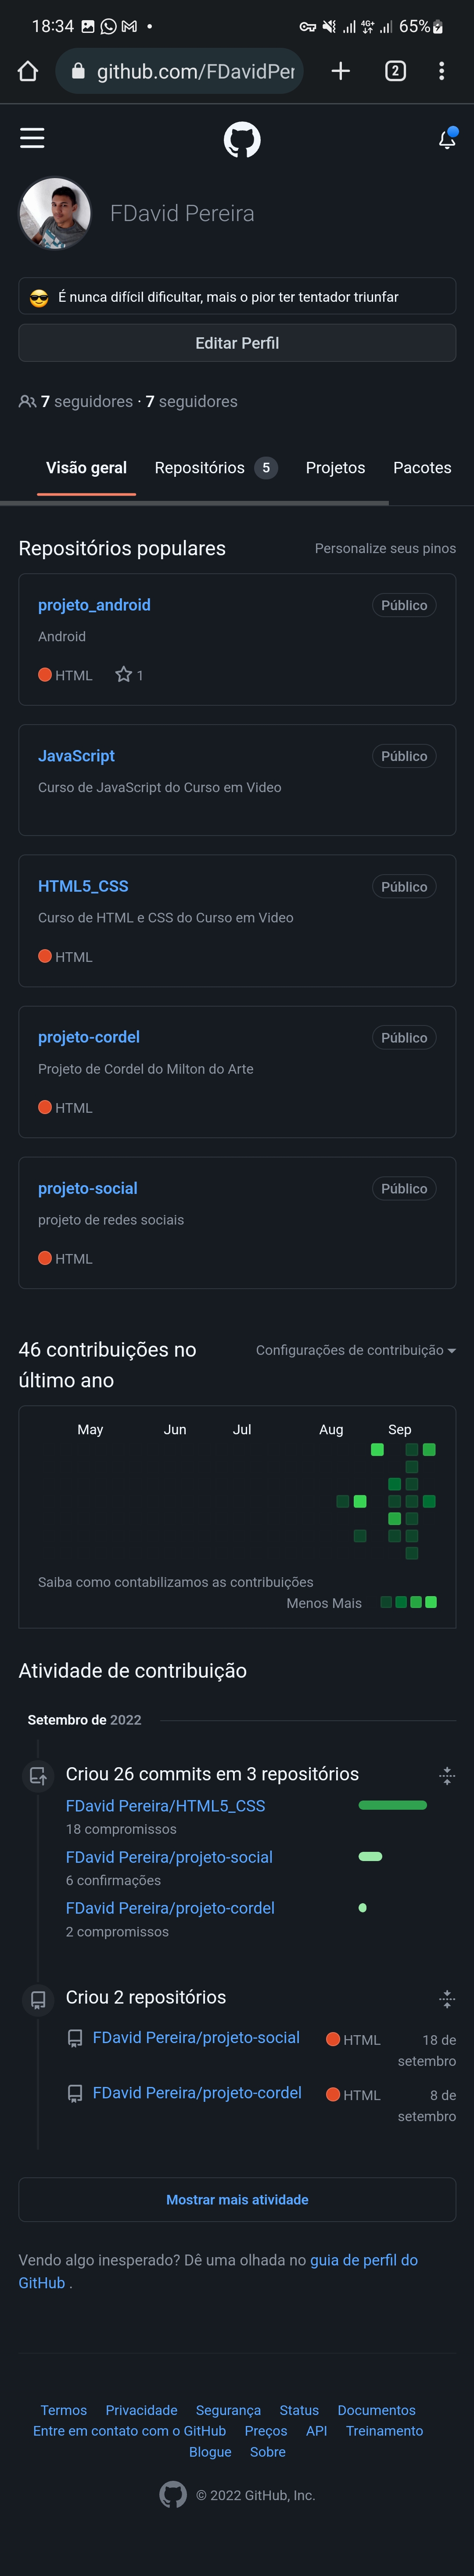 18:34
4G+
65%
github.com/FDavidPer
2
FDavid Pereira
É nunca difícil dificultar, mais o pior ter tentador triunfar
Editar Perfil
7 seguidores · 7 seguidores
Visão geral Repositórios 5 Projetos Pacotes
Repositórios populares Personalize seus pinos
projeto_android Público
Android
HTML 1
JavaScript Público
Curso de JavaScript do Curso em Video
HTML5_CSS Público
Curso de HTML e CSS do Curso em Video
HTML
projeto-cordel Público
Projeto de Cordel do Milton do Arte
HTML
projeto-social Público
projeto de redes sociais
HTML
46 contribuições no
último ano
Configurações de contribuição
May Jun Jul Aug Sep
Saiba como contabilizamos as contribuições
Menos Mais
Atividade de contribuição
Setembro de 2022
Criou 26 commits em 3 repositórios
FDavid Pereira/HTML5_CSS
18 compromissos
FDavid Pereira/projeto-social
6 confirmações
FDavid Pereira/projeto-cordel
2 compromissos
Criou 2 repositórios
FDavid Pereira/projeto-social HTML 18 de
setembro
FDavid Pereira/projeto-cordel HTML 8 de
setembro
Mostrar mais atividade
Vendo algo inesperado? Dê uma olhada no guia de perfil do
GitHub .
Termos Privacidade Segurança Status Documentos
Entre em contato com o GitHub Preços API Treinamento
Blogue Sobre
© 2022 GitHub, Inc.